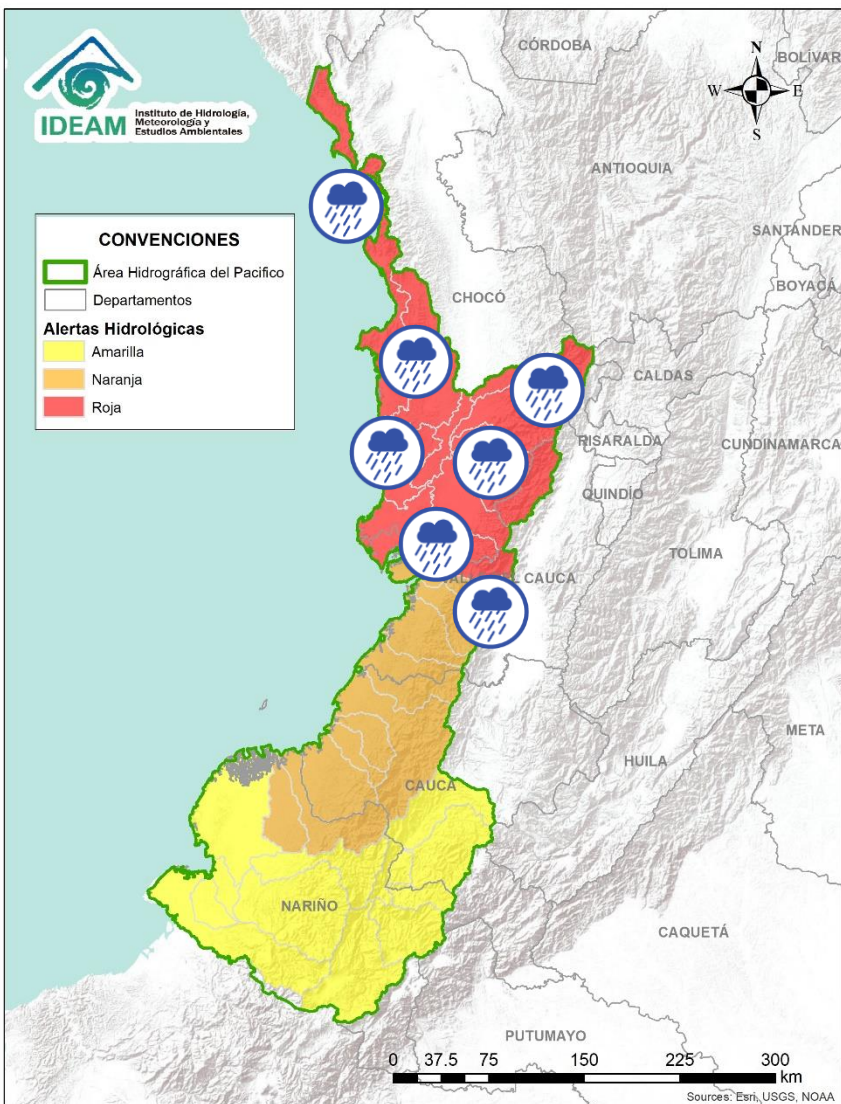 CÓRDOBA
BOLÍVAR
N
W
E
S
IDEAM
Instituto de Hidrología,
Meteorología y
Estudios Ambientales
ANTIOQUIA
SANTANDER
BOYACÁ
CHOCÓ
CONVENCIONES
Área Hidrográfica del Pacifico
Departamentos
Alertas Hidrológicas
Amarilla
Naranja
Roja
CALDAS
RISARALDA
CUNDINAMARCA
QUINDÍO
TOLIMA
CAUCA
META
HUILA
CAUCA
NARIÑO
CAQUETÁ
PUTUMAYO
0 37.5 75 150 225 300
km
Sources: Esri, USGS, NOAA